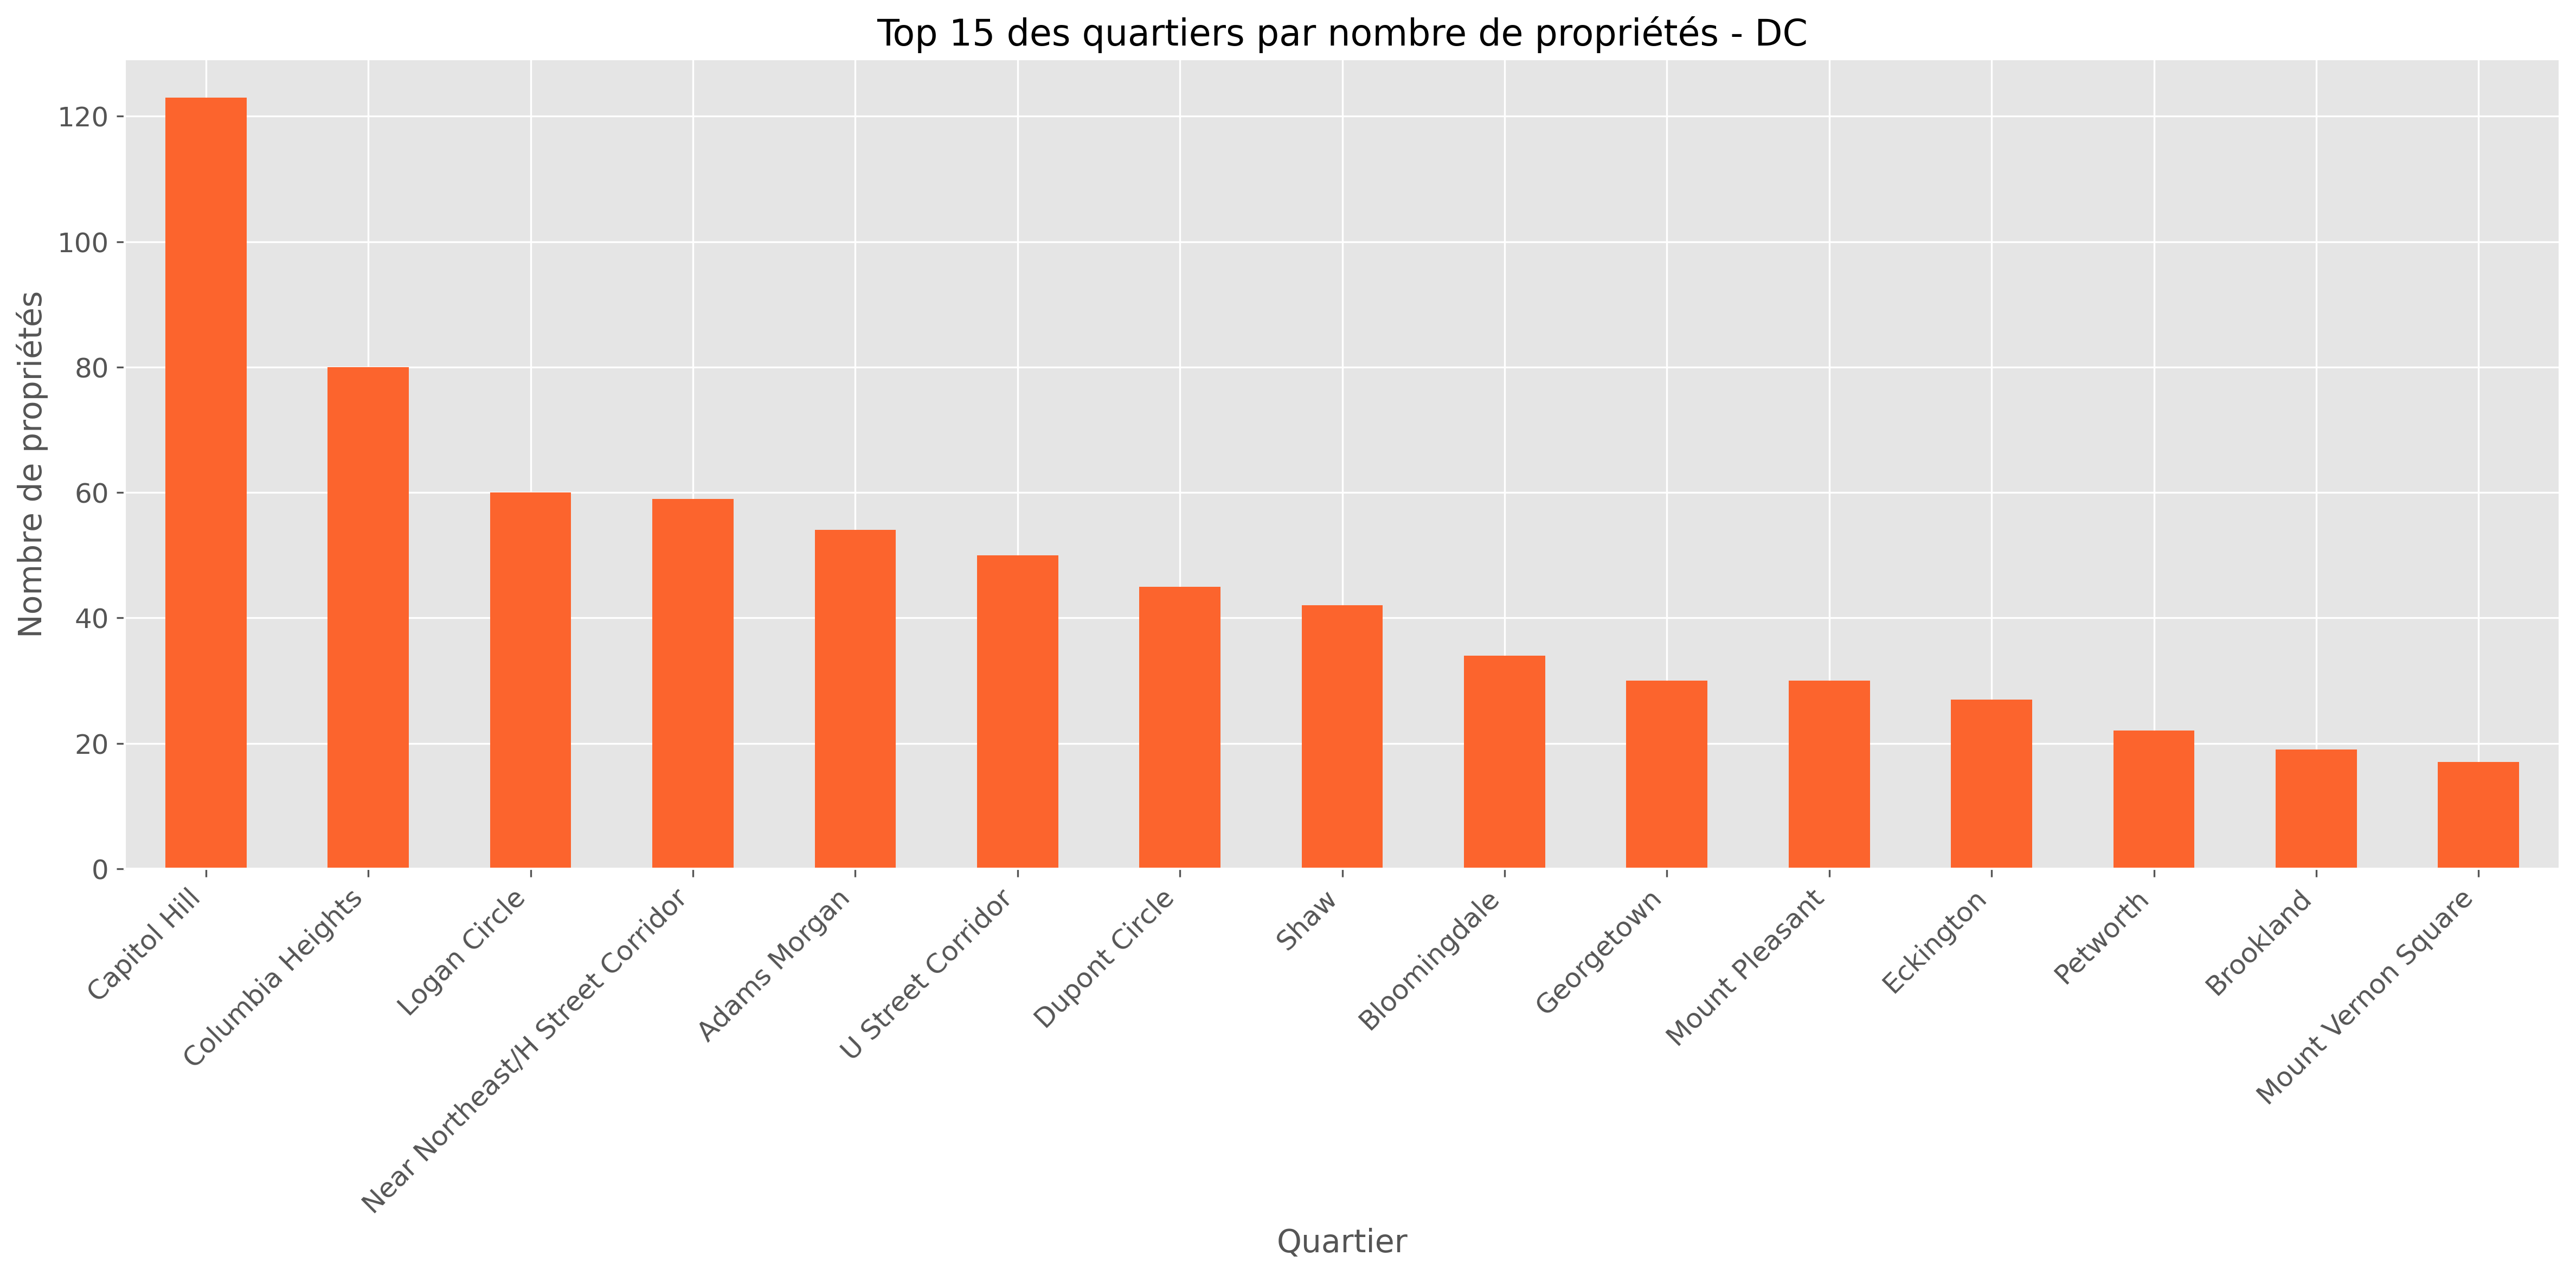 Top 15 des quartiers par nombre de propriétés - DC
Nombre de propriétés
120
100
80
60
40
20
0
Capitol Hill
Columbia Heights
Logan Circle
Near Northeast/H Street Corridor
Adams Morgan
U Street Corridor
Dupont Circle
Shaw
Bloomingdale
Georgetown
Mount Pleasant
Eckington
Petworth
Brookland
Mount Vernon Square
Quartier